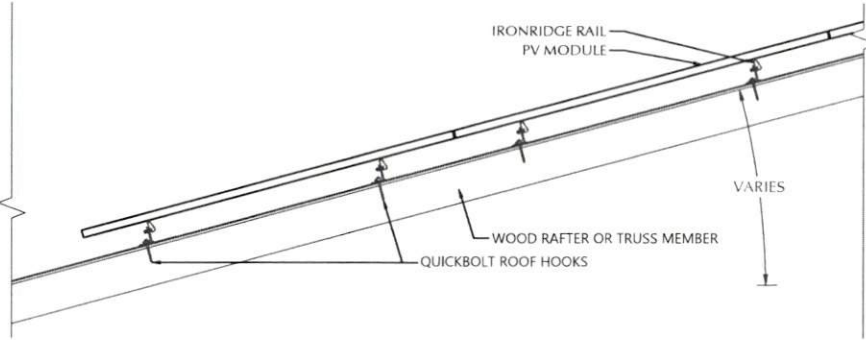 IRONRIDGE RAIL
PV MODULE
VARIES
WOOD RAFTER OR TRUSS MEMBER
QUICKBOLT ROOF HOOKS